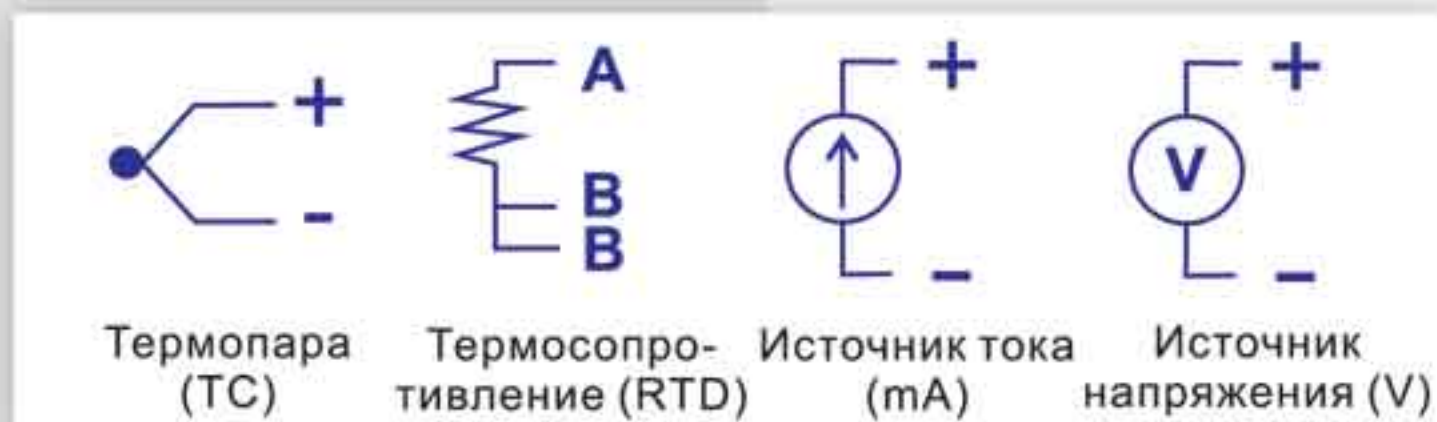 +
-
A
B
B
+
-
V
+
-
Термопара
(TC)
Термосопро-
тивление (RTD)
Источник тока
(mA)
Источник
напряжения (V)